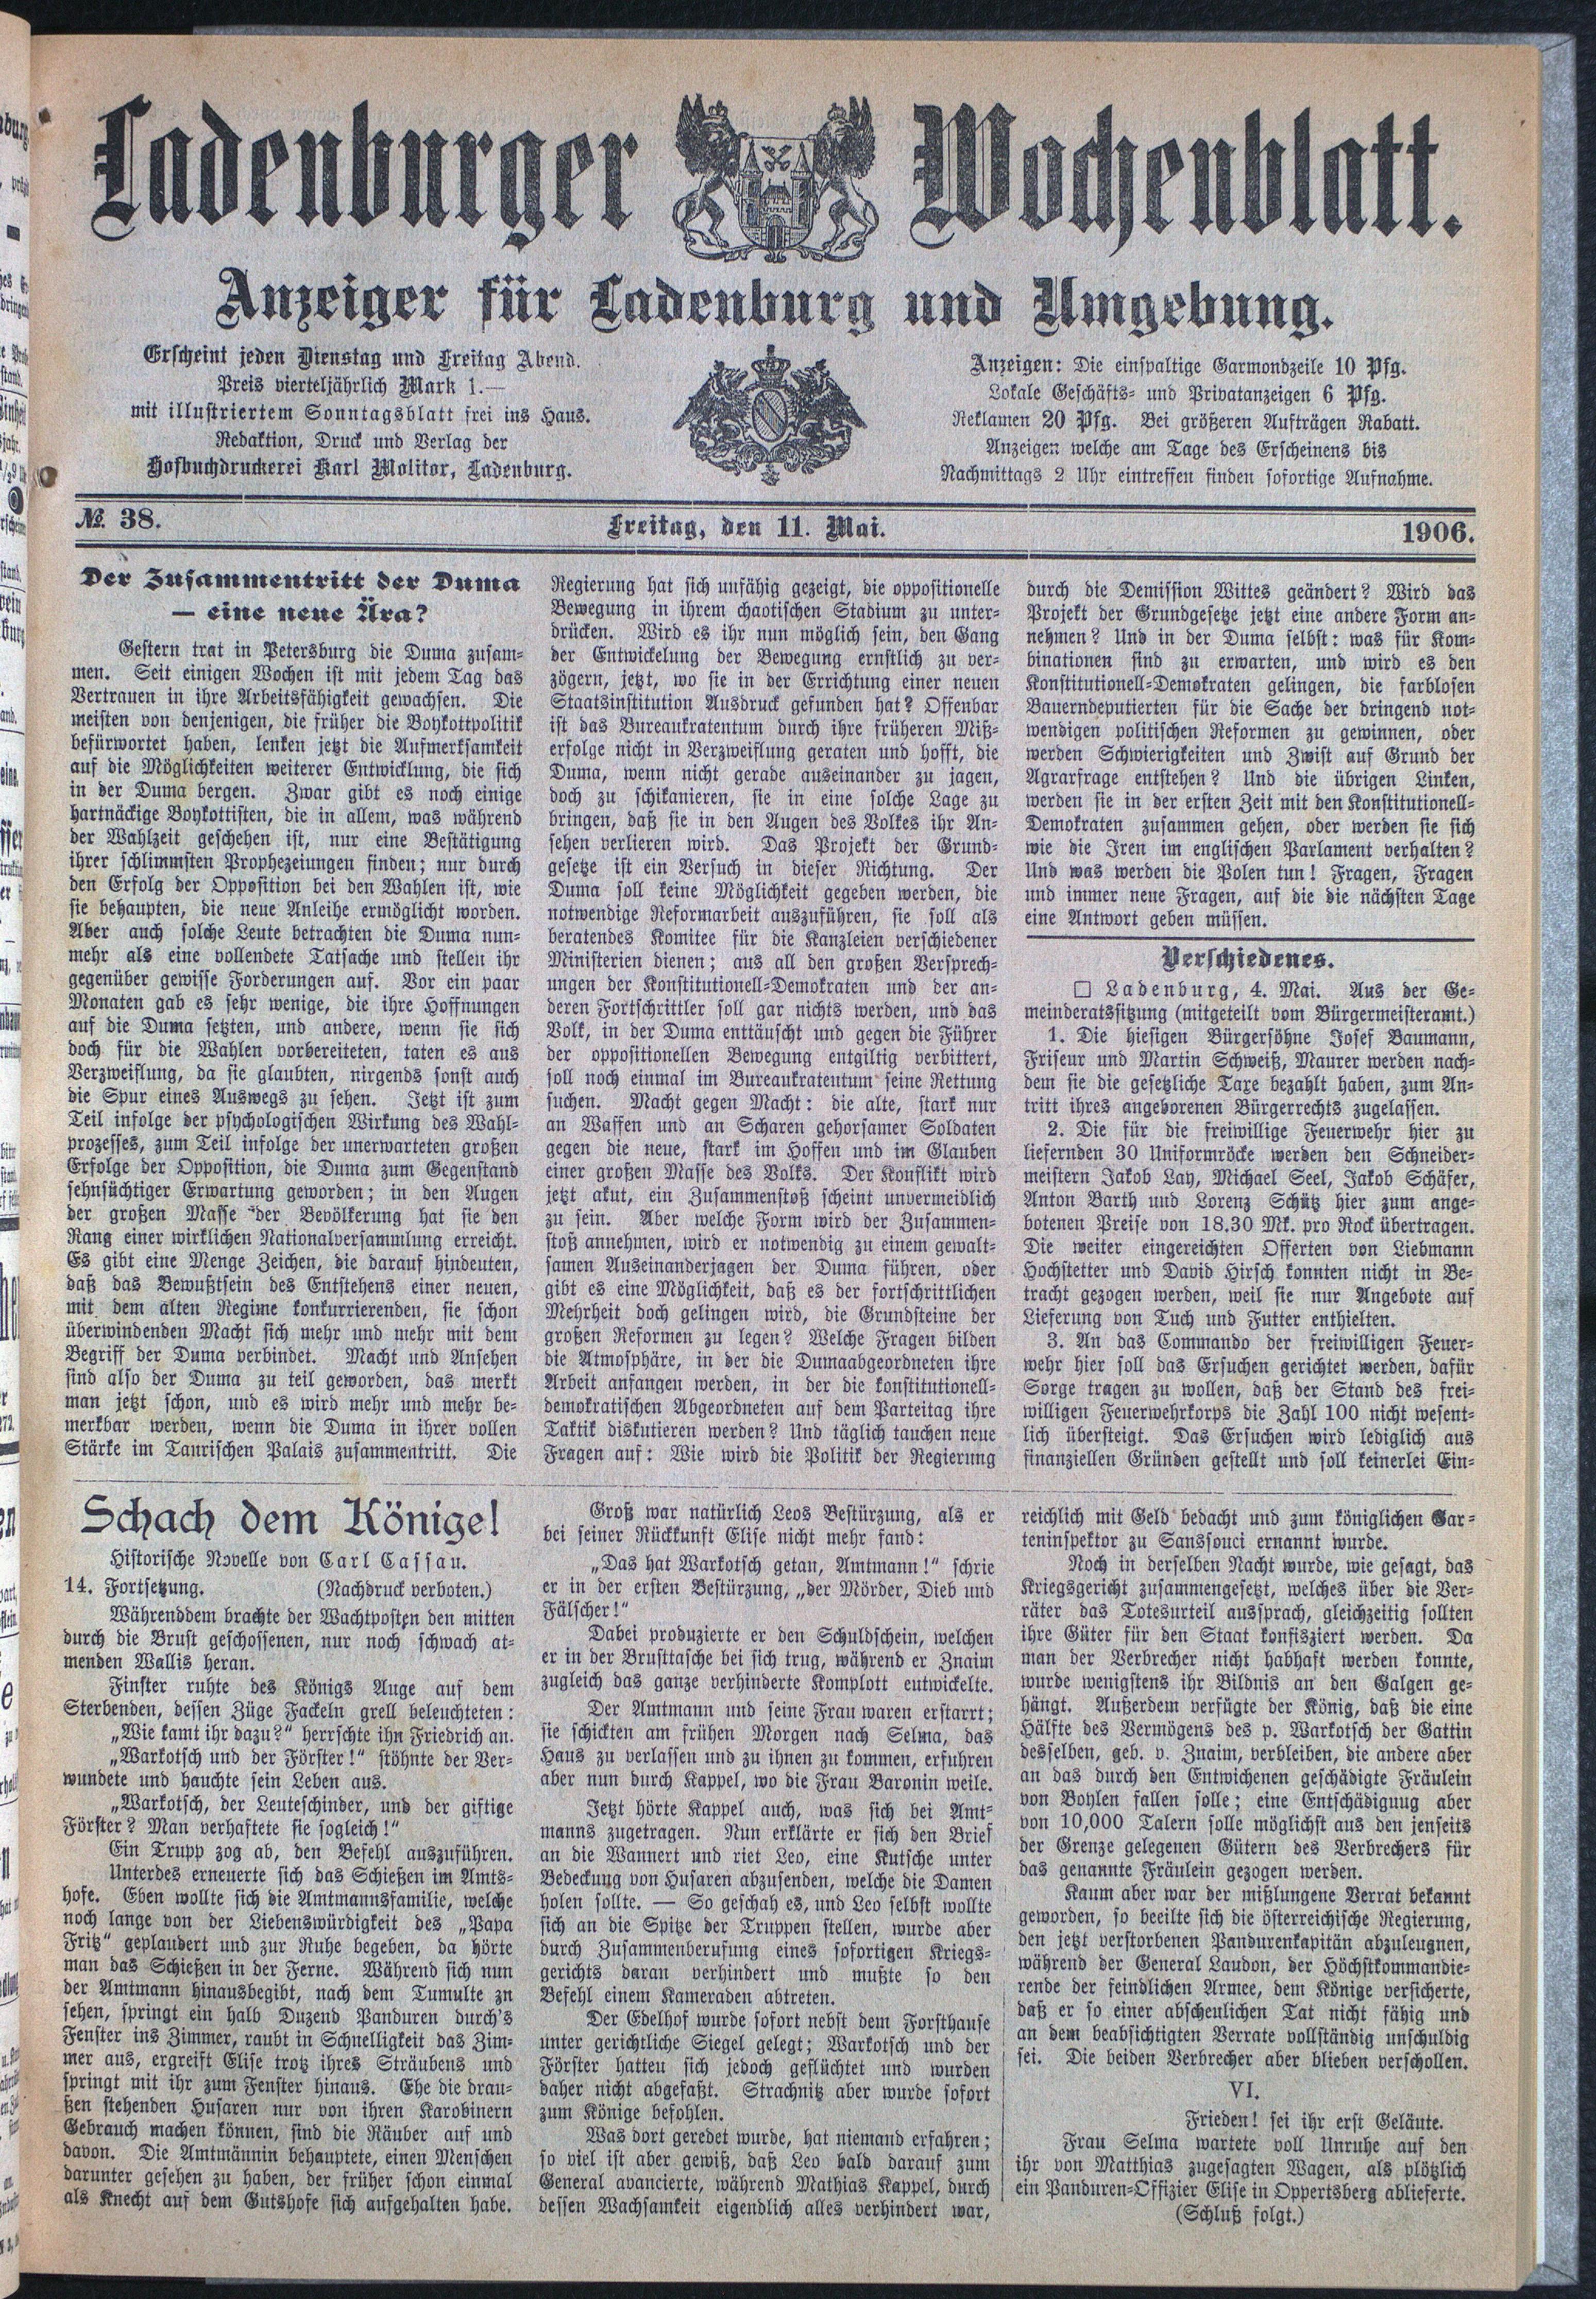 Ladenburger Wochenblatt.
Anzeiger für Ladenburg und Umgebung.
Erscheint jeden Dienstag und Freitag Abend.
Preis vierteljährlich Mark 1.—
mit illustriertem Sonntagsblatt frei ins Haus.
Redaktion, Druck und Verlag der
Hofbuchdruckerei Karl Molitor, Ladenburg.
Anzeigen: Die einspaltige Garmondzeile 10 Pfg.
Lokale Geschäfts- und Privatanzeigen 6 Pfg.
Reklamen 20 Pfg. Bei größeren Aufträgen Rabatt.
Anzeigen welche am Tage des Erscheinens bis
Nachmittags 2 Uhr eintreffen finden sofortige Aufnahme.
№. 38. Freitag, den 11. Mai. 1906.
Der Zusammentritt der Duma
— eine neue Ära?
Gestern trat in Petersburg die Duma zusam-
men. Seit einigen Wochen ist mit jedem Tag das
Vertrauen in ihre Arbeitsfähigkeit gewachsen. Die
meisten von denjenigen, die früher die Boykottpolitik
befürwortet haben, lenken jetzt die Aufmerksamkeit
auf die Möglichkeiten weiterer Entwicklung, die sich
in der Duma bergen. Zwar gibt es noch einige
hartnäckige Boykottisten, die in allem, was während
der Wahlzeit geschehen ist, nur eine Bestätigung
ihrer schlimmsten Prophezeiungen finden; nur durch
den Erfolg der Opposition bei den Wahlen ist, wie
sie behaupten, die neue Anleihe ermöglicht worden.
Aber auch solche Leute betrachten die Duma nun-
mehr als eine vollendete Tatsache und stellen ihr
gegenüber gewisse Forderungen auf. Vor ein paar
Monaten gab es sehr wenige, die ihre Hoffnungen
auf die Duma setzten, und andere, wenn sie sich
doch für die Wahlen vorbereiteten, taten es aus
Verzweiflung, da sie glaubten, nirgends sonst auch
die Spur eines Auswegs zu sehen. Jetzt ist zum
Teil infolge der psychologischen Wirkung des Wahl-
prozesses, zum Teil infolge der unerwarteten großen
Erfolge der Opposition, die Duma zum Gegenstand
sehnsüchtiger Erwartung geworden; in den Augen
der großen Masse der Bevölkerung hat sie den
Rang einer wirklichen Nationalversammlung erreicht.
Es gibt eine Menge Zeichen, die darauf hindeuten,
daß das Bewußtsein des Entstehens einer neuen,
mit dem alten Regime konkurrierenden, sie schon
überwindenden Macht sich mehr und mehr mit dem
Begriff der Duma verbindet. Macht und Ansehen
sind also der Duma zu teil geworden, das merkt
man jetzt schon, und es wird mehr und mehr be-
merkbar werden, wenn die Duma in ihrer vollen
Stärke im Taurischen Palais zusammentritt. Die
Regierung hat sich unfähig gezeigt, die oppositionelle
Bewegung in ihrem chaotischen Stadium zu unter-
drücken. Wird es ihr nun möglich sein, den Gang
der Entwickelung der Bewegung ernstlich zu ver-
zögern, jetzt, wo sie in der Errichtung einer neuen
Staatsinstitution Ausdruck gefunden hat? Offenbar
ist das Bureaukratentum durch ihre früheren Miß-
erfolge nicht in Verzweiflung geraten und hofft, die
Duma, wenn nicht gerade auseinander zu jagen,
doch zu schikanieren, sie in eine solche Lage zu
bringen, daß sie in den Augen des Volkes ihr An-
sehen verlieren wird. Das Projekt der Grund-
gesetze ist ein Versuch in dieser Richtung. Der
Duma soll keine Möglichkeit gegeben werden, die
notwendige Reformarbeit auszuführen, sie soll als
beratendes Komitee für die Kanzleien verschiedener
Ministerien dienen; aus all den großen Versprech-
ungen der Konstitutionell-Demokraten und der an-
deren Fortschrittler soll gar nichts werden, und das
Volk, in der Duma enttäuscht und gegen die Führer
der oppositionellen Bewegung entgiltig verbittert,
soll noch einmal im Bureaukratentum seine Rettung
suchen. Macht gegen Macht: die alte, stark nur
an Waffen und an Scharen gehorsamer Soldaten
gegen die neue, stark im Hoffen und im Glauben
einer großen Masse des Volks. Der Konflikt wird
jetzt akut, ein Zusammenstoß scheint unvermeidlich
zu sein. Aber welche Form wird der Zusammen-
stoß annehmen, wird er notwendig zu einem gewalt-
samen Auseinanderjagen der Duma führen, oder
gibt es eine Möglichkeit, daß es der fortschrittlichen
Mehrheit doch gelingen wird, die Grundsteine der
großen Reformen zu legen? Welche Fragen bilden
die Atmosphäre, in der die Dumaabgeordneten ihre
Arbeit anfangen werden, in der die konstitutionell-
demokratischen Abgeordneten auf dem Parteitag ihre
Taktik diskutieren werden? Und täglich tauchen neue
Fragen auf: Wie wird die Politik der Regierung
durch die Demission Wittes geändert? Wird das
Projekt der Grundgesetze jetzt eine andere Form an-
nehmen? Und in der Duma selbst: was für Kom-
binationen sind zu erwarten, und wird es den
Konstitutionell-Demokraten gelingen, die farblosen
Bauerndeputierten für die Sache der dringend not-
wendigen politischen Reformen zu gewinnen, oder
werden Schwierigkeiten und Zwist auf Grund der
Agrarfrage entstehen? Und die übrigen Linken,
werden sie in der ersten Zeit mit den Konstitutionell-
Demokraten zusammen gehen, oder werden sie sich
wie die Iren im englischen Parlament verhalten?
Und was werden die Polen tun! Fragen, Fragen
und immer neue Fragen, auf die die nächsten Tage
eine Antwort geben müssen.
Verschiedenes.
□ Ladenburg, 4. Mai. Aus der Ge-
meinderatssitzung (mitgeteilt vom Bürgermeisteramt.)
1. Die hiesigen Bürgersöhne Josef Baumann,
Friseur und Martin Schweiß, Maurer werden nach-
dem sie die gesetzliche Taxe bezahlt haben, zum An-
tritt ihres angeborenen Bürgerrechts zugelassen.
2. Die für die freiwillige Feuerwehr hier zu
liefernden 30 Uniformröcke werden den Schneider-
meistern Jakob Lay, Michael Seel, Jakob Schäfer,
Anton Barth und Lorenz Schütz hier zum ange-
botenen Preise von 18.30 Mk. pro Rock übertragen.
Die weiter eingereichten Offerten von Liebmann
Hochstetter und David Hirsch konnten nicht in Be-
tracht gezogen werden, weil sie nur Angebote auf
Lieferung von Tuch und Futter enthielten.
3. An das Commando der freiwilligen Feuer-
wehr hier soll das Ersuchen gerichtet werden, dafür
Sorge tragen zu wollen, daß der Stand des frei-
willigen Feuerwehrkorps die Zahl 100 nicht wesent-
lich übersteigt. Das Ersuchen wird lediglich aus
finanziellen Gründen gestellt und soll keinerlei Ein-
Schach dem Könige!
Historische Novelle von Carl Cassau.
14. Fortsetzung. (Nachdruck verboten.)
Währenddem brachte der Wachtposten den mitten
durch die Brust geschossenen, nur noch schwach at-
menden Wallis heran.
Finster ruhte des Königs Auge auf dem
Sterbenden, dessen Züge Fackeln grell beleuchteten:
„Wie kamt ihr dazu?“ herrschte ihn Friedrich an.
„Warkotsch und der Förster!“ stöhnte der Ver-
wundete und hauchte sein Leben aus.
„Warkotsch, der Leuteschinder, und der giftige
Förster? Man verhaftete sie sogleich!“
Ein Trupp zog ab, den Befehl auszuführen.
Unterdes erneuerte sich das Schießen im Amts-
hofe. Eben wollte sich die Amtmannsfamilie, welche
noch lange von der Liebenswürdigkeit des „Papa
Fritz“ geplaudert und zur Ruhe begeben, da hörte
man das Schießen in der Ferne. Während sich nun
der Amtmann hinausbegibt, nach dem Tumulte zu
sehen, springt ein halb Duzend Panduren durch's
Fenster ins Zimmer, raubt in Schnelligkeit das Zim-
mer aus, ergreift Elise trotz ihres Sträubens und
springt mit ihr zum Fenster hinaus. Ehe die drau-
ßen stehenden Husaren nur von ihren Karobinern
Gebrauch machen können, sind die Räuber auf und
davon. Die Amtmännin behauptete, einen Menschen
darunter gesehen zu haben, der früher schon einmal
als Knecht auf dem Gutshofe sich aufgehalten habe.
Groß war natürlich Leos Bestürzung, als er
bei seiner Rückkunft Elise nicht mehr fand:
„Das hat Warkotsch getan, Amtmann!“ schrie
er in der ersten Bestürzung, „der Mörder, Dieb und
Fälscher!“
Dabei produzierte er den Schuldschein, welchen
er in der Brusttasche bei sich trug, während er Znaim
zugleich das ganze verhinderte Komplott entwickelte.
Der Amtmann und seine Frau waren erstarrt;
sie schickten am frühen Morgen nach Selma, das
Haus zu verlassen und zu ihnen zu kommen, erfuhren
aber nun durch Kappel, wo die Frau Baronin weile.
Jetzt hörte Kappel auch, was sich bei Amt-
manns zugetragen. Nun erklärte er sich den Brief
an die Wannert und riet Leo, eine Kutsche unter
Bedeckung von Husaren abzusenden, welche die Damen
holen sollte. — So geschah es, und Leo selbst wollte
sich an die Spitze der Truppen stellen, wurde aber
durch Zusammenberufung eines sofortigen Kriegs-
gerichts daran verhindert und mußte so den
Befehl einem Kameraden abtreten.
Der Edelhof wurde sofort nebst dem Forsthause
unter gerichtliche Siegel gelegt; Warkotsch und der
Förster hatten sich jedoch geflüchtet und wurden
daher nicht abgefaßt. Strachnitz aber wurde sofort
zum Könige befohlen.
Was dort geredet wurde, hat niemand erfahren;
so viel ist aber gewiß, daß Leo bald darauf zum
General avancierte, während Mathias Kappel, durch
dessen Wachsamkeit eigendlich alles verhindert war,
reichlich mit Geld bedacht und zum königlichen Gar-
teninspektor zu Sanssouci ernannt wurde.
Noch in derselben Nacht wurde, wie gesagt, das
Kriegsgericht zusammengesetzt, welches über die Ver-
räter das Totesurteil aussprach, gleichzeitig sollten
ihre Güter für den Staat konfisziert werden. Da
man der Verbrecher nicht habhaft werden konnte,
wurde wenigstens ihr Bildnis an den Galgen ge-
hängt. Außerdem verfügte der König, daß die eine
Hälfte des Vermögens des p. Warkotsch der Gattin
desselben, geb. v. Znaim, verbleiben, die andere aber
an das durch den Entwichenen geschädigte Fräulein
von Bohlen fallen solle; eine Entschädigung aber
von 10,000 Talern solle möglichst aus den jenseits
der Grenze gelegenen Gütern des Verbrechers für
das genannte Fräulein gezogen werden.
Kaum aber war der mißlungene Verrat bekannt
geworden, so beeilte sich die österreichische Regierung,
den jetzt verstorbenen Pandurenkapitän abzuleugnen,
während der General Laudon, der Höchstkommandie-
rende der feindlichen Armee, dem Könige versicherte,
daß er so einer abscheulichen Tat nicht fähig und
an dem beabsichtigten Verrate vollständig unschuldig
sei. Die beiden Verbrecher aber blieben verschollen.
VI.
Frieden! sei ihr erst Geläute.
Frau Selma wartete voll Unruhe auf den
ihr von Matthias zugesagten Wagen, als plötzlich
ein Panduren-Offizier Elise in Oppertsberg ablieferte.
(Schluß folgt.)